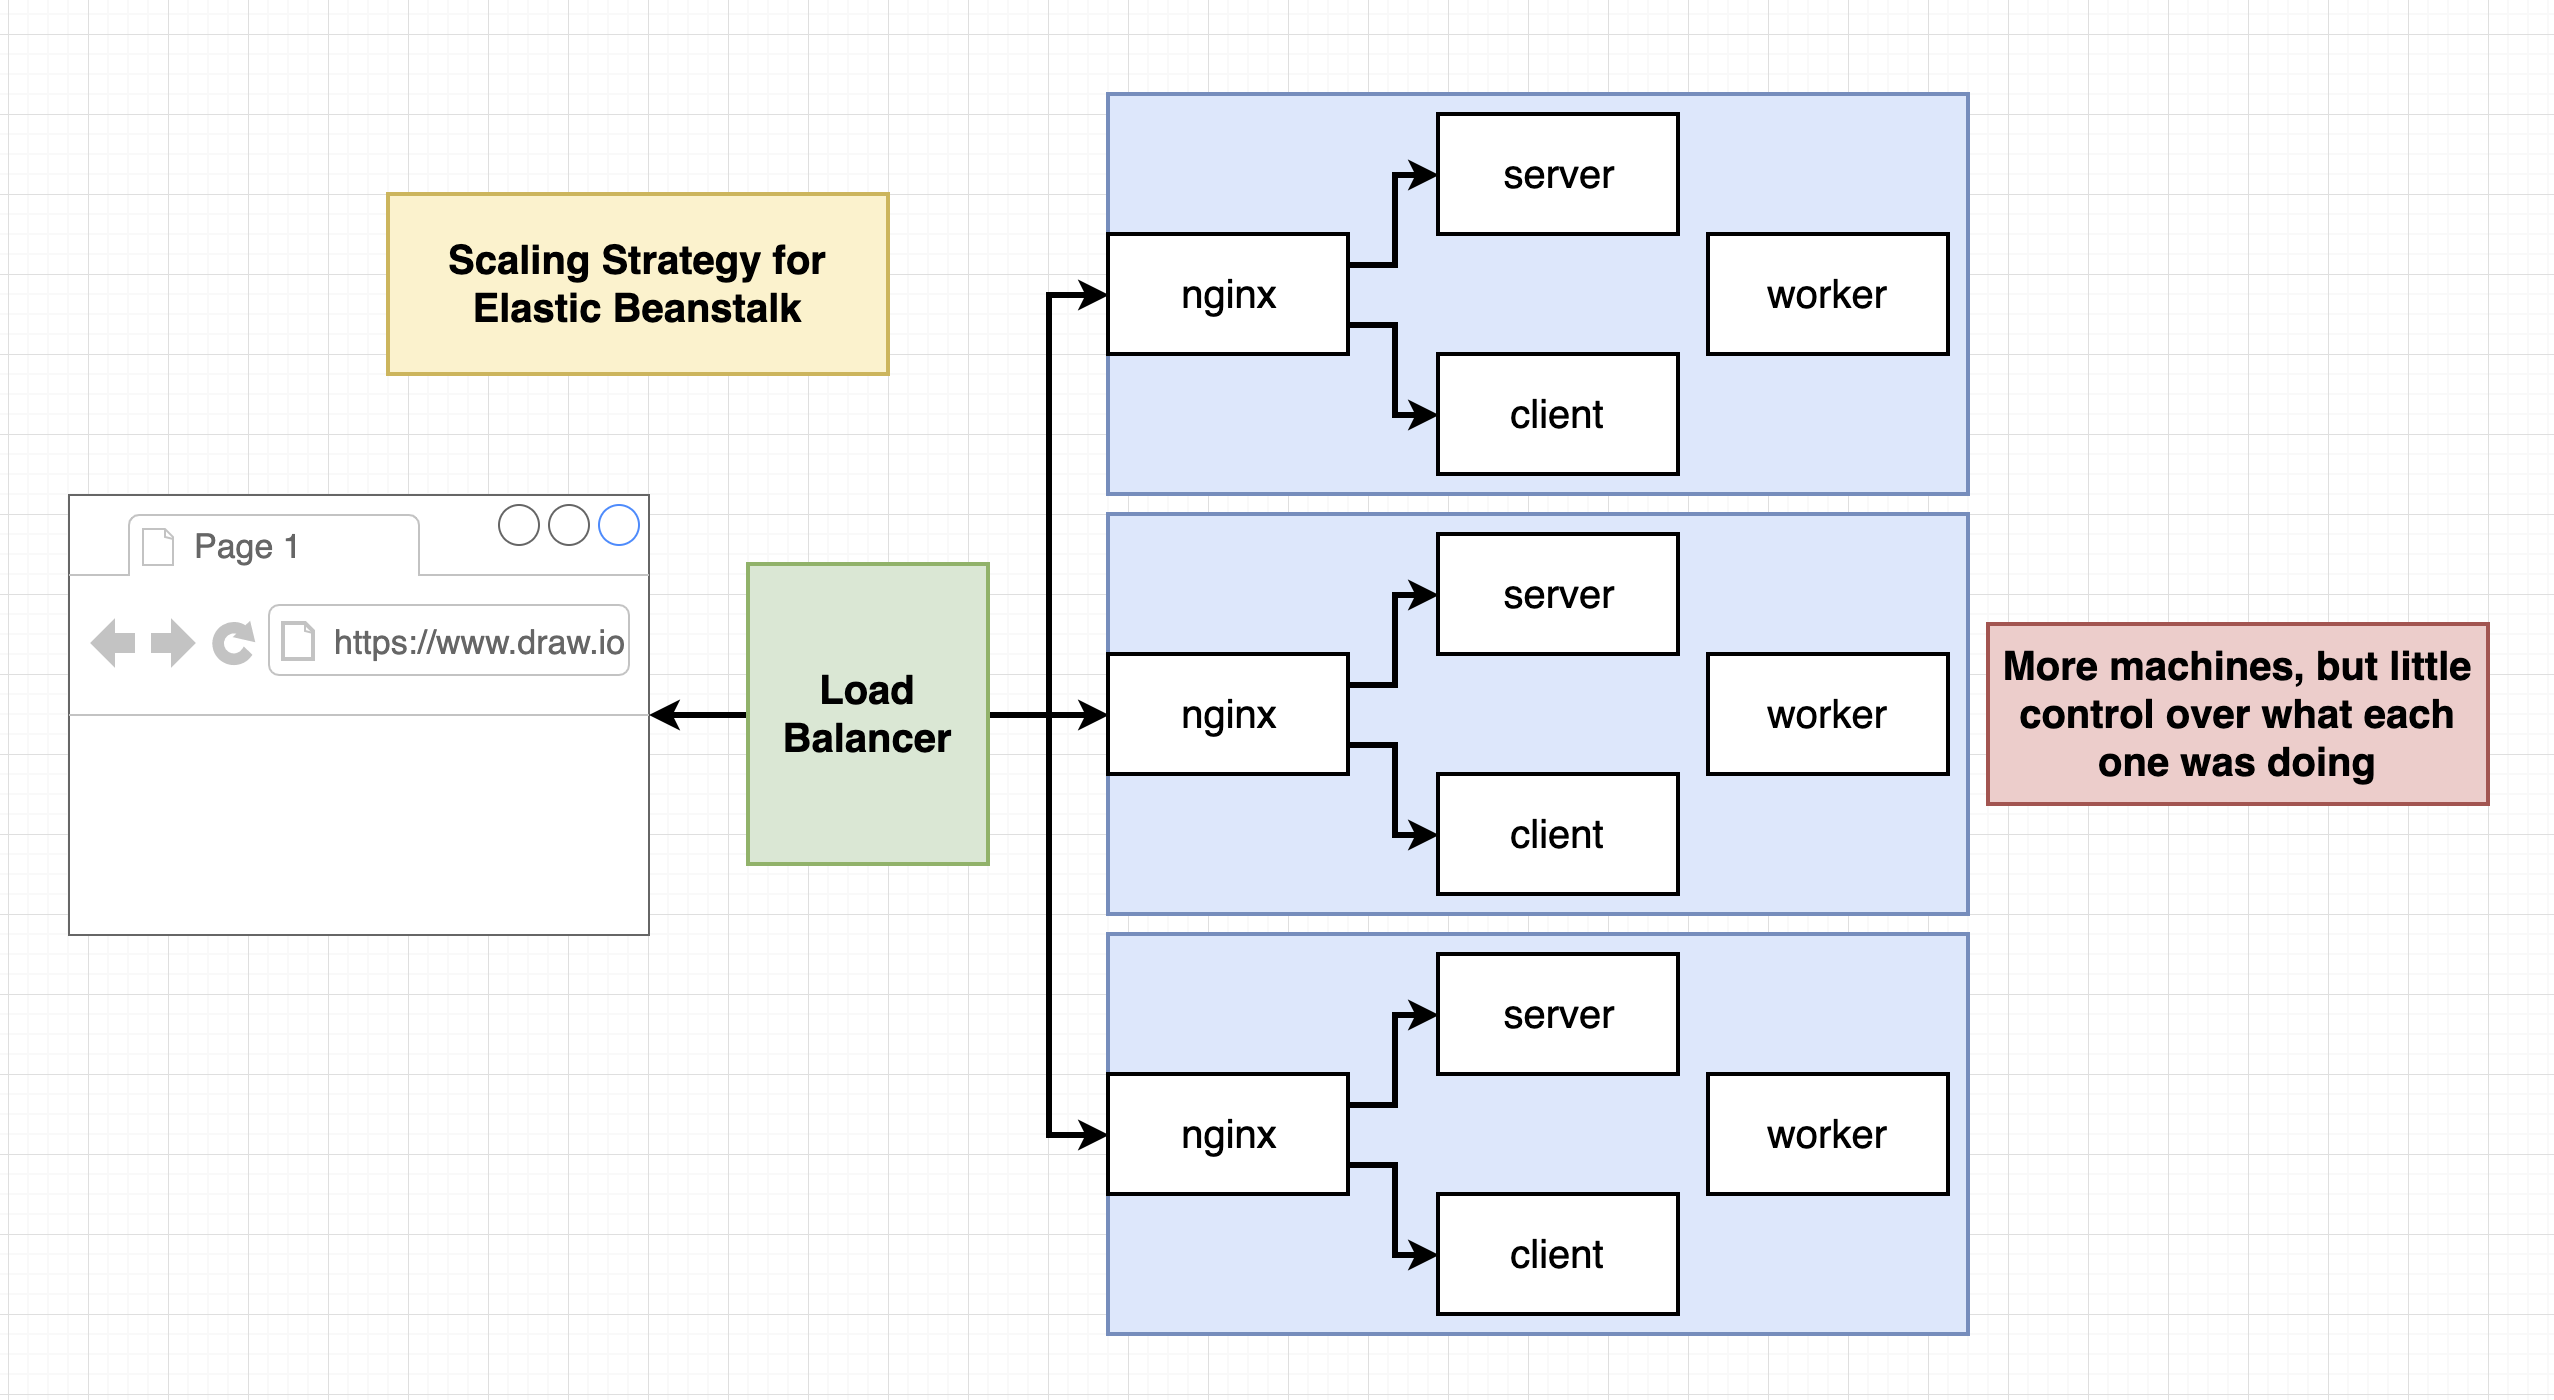 Scaling Strategy for
Elastic Beanstalk
Page 1
https://www.draw.io
Load
Balancer
server
nginx
worker
client
server
nginx
worker
client
server
nginx
worker
client
More machines, but little
control over what each
one was doing